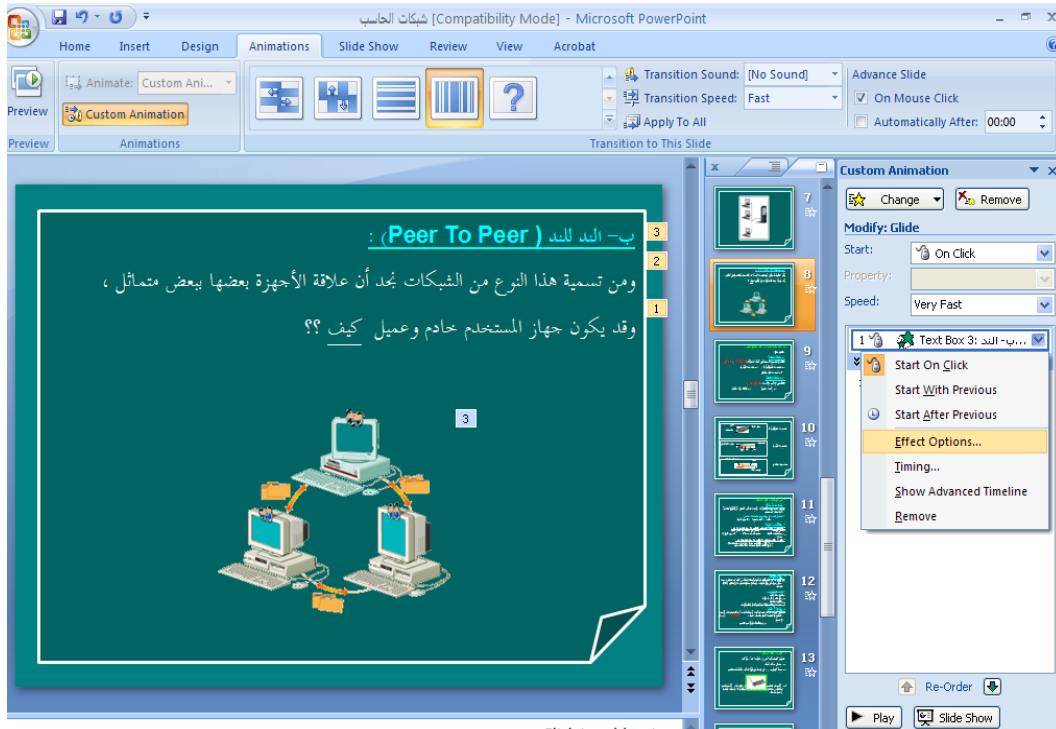 شبكات الحاسب [Compatibility Mode] - Microsoft PowerPoint
Home Insert Design Animations Slide Show Review View Acrobat
Preview
Animate: Custom Ani...
Custom Animation
Transition Sound: [No Sound]
Transition Speed: Fast
Apply To All
Advance Slide
On Mouse Click
Automatically After: 00:00
Preview Animations Transition to This Slide
ب- الند للند ( Peer To Peer) :
ومن تسمية هذا النوع من الشبكات نجد أن علاقة الأجهزة بعضها ببعض متماثل ،
وقد يكون جهاز المستخدم خادم وعميل كيف ؟؟
3
2
1
3
7
8
9
10
11
12
13
Custom Animation
Change Remove
Modify: Glide
Start: On Click
Property:
Speed: Very Fast
1 Text Box 3: ب- الند...
Start On Click
Start With Previous
Start After Previous
Effect Options...
Timing...
Show Advanced Timeline
Remove
Re-Order
Play Slide Show